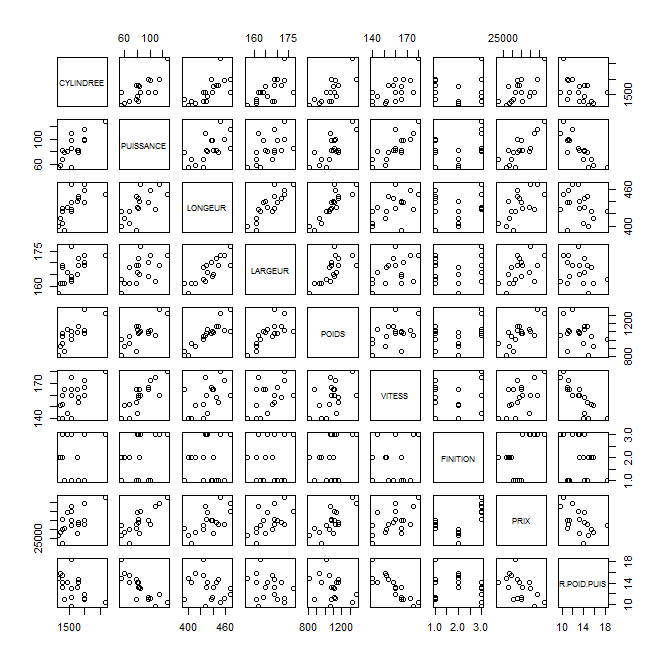 60 100 160 175 140 170 25000
CYLINDREE 1500
60 100 PUISSANCE
LONGEUR 400 460
160 175 LARGEUR
POIDS 800 1200
140 170 VITESS
FINITION 1.0 2.0 3.0
25000 PRIX
R.POID.PUIS 10 14 18
1500 400 460 800 1200 1.0 2.0 3.0 10 14 18